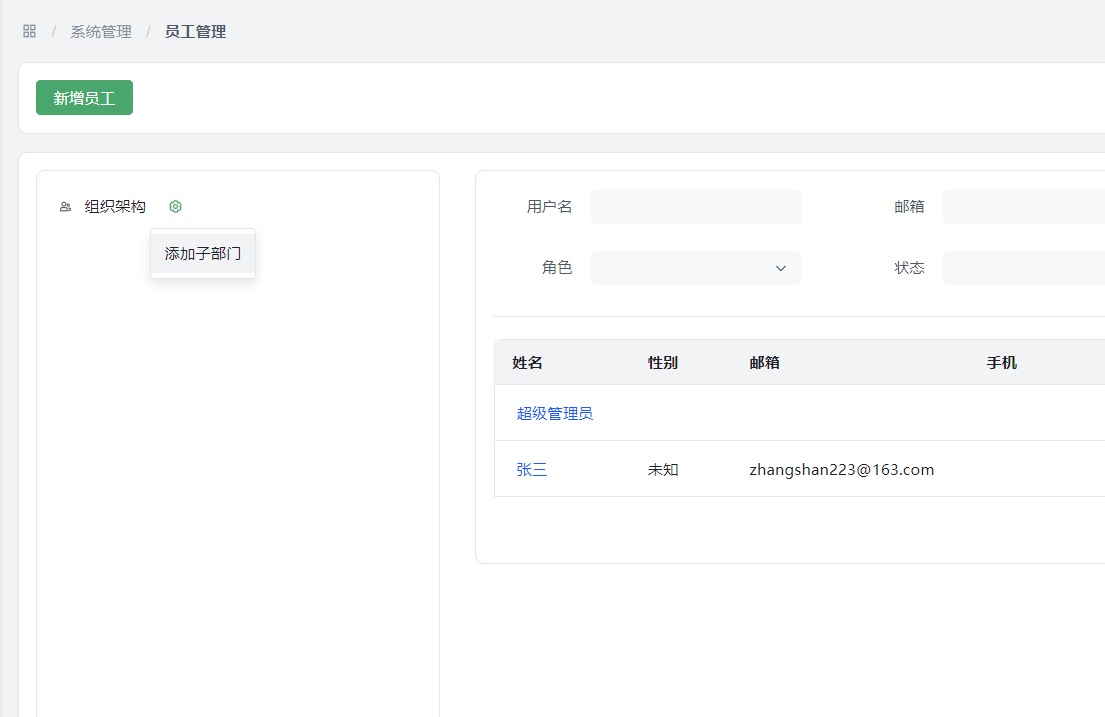 / 系统管理 / 员工管理
新增员工
组织架构
添加子部门
用户名 邮箱
角色 状态
姓名 性别 邮箱 手机
超级管理员
张三 未知 zhangshan223@163.com